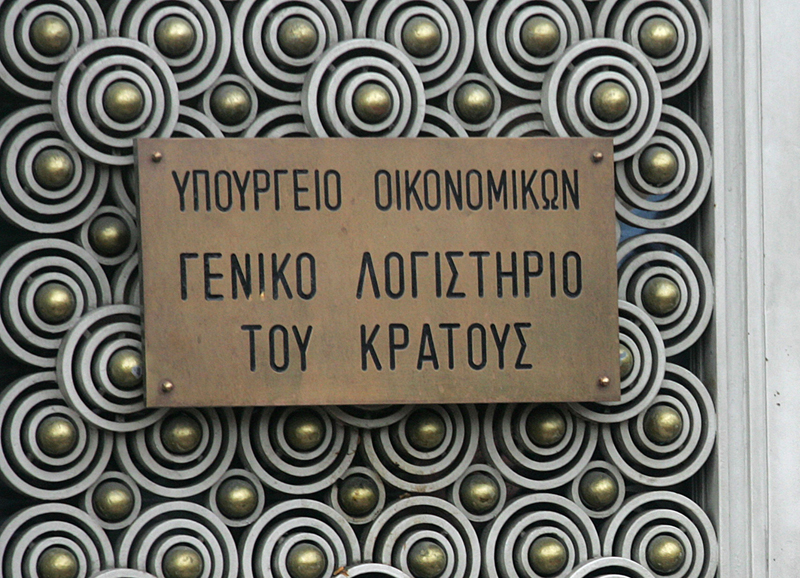 ΥΠΟΥΡΓΕΙΟ ΟΙΚΟΝΟΜΙΚΩΝ
ΓΕΝΙΚΟ ΛΟΓΙΣΤΗΡΙΟ
ΤΟΥ ΚΡΑΤΟΥΣ